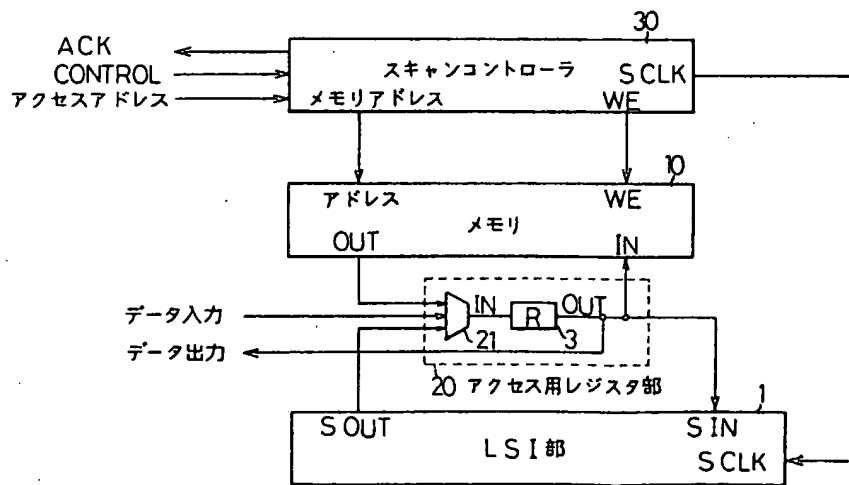 30
ACK
CONTROL
アクセスアドレス
スキャンコントローラ
SCLK
メモリアドレス
WE
10
アドレス
WE
メモリ
OUT
IN
データ入力
データ出力
IN
R
OUT
21
3
20 アクセス用レジスタ部
1
S OUT
S IN
LSI部
SCLK